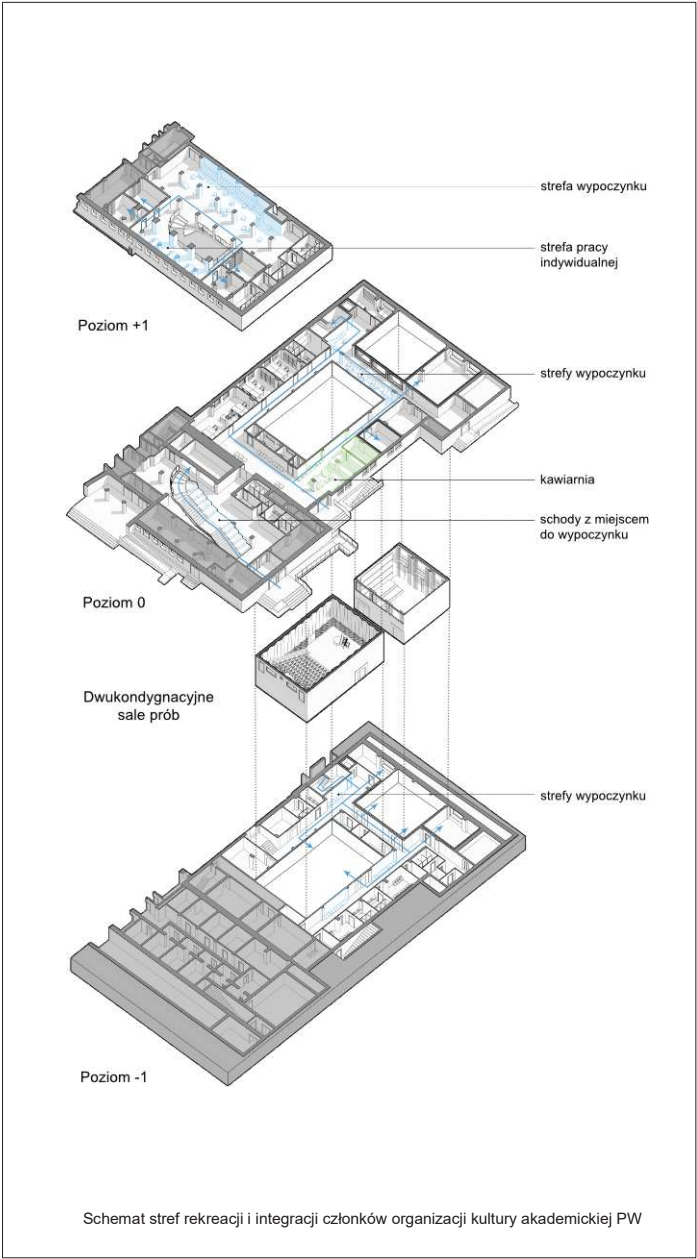 strefa wypoczynku
strefa pracy
indywidualnej
Poziom +1
strefy wypoczynku
kawiarnia
schody z miejscem
do wypoczynku
Poziom 0
Dwukondygnacyjne
sale prób
strefy wypoczynku
Poziom -1
Schemat stref rekreacji i integracji członków organizacji kultury akademickiej PW